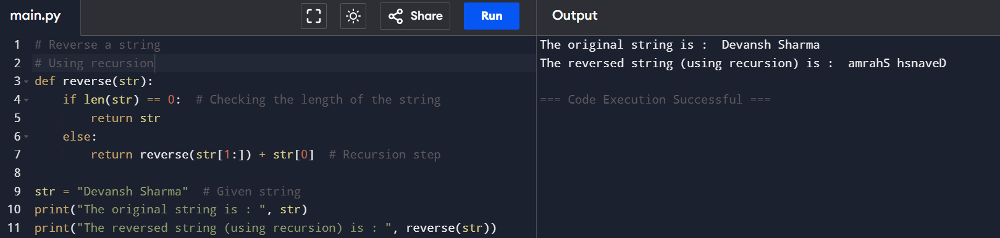 main.py Share Run Output
1 # Reverse a string
2 # Using recursion
3 def reverse(str):
4     if len(str) == 0:  # Checking the length of the string
5         return str
6     else:
7         return reverse(str[1:]) + str[0]  # Recursion step
8
9 str = "Devansh Sharma"  # Given string
10 print("The original string is : ", str)
11 print("The reversed string (using recursion) is : ", reverse(str))
The original string is :  Devansh Sharma
The reversed string (using recursion) is :  amrahS hsnaveD
=== Code Execution Successful ===